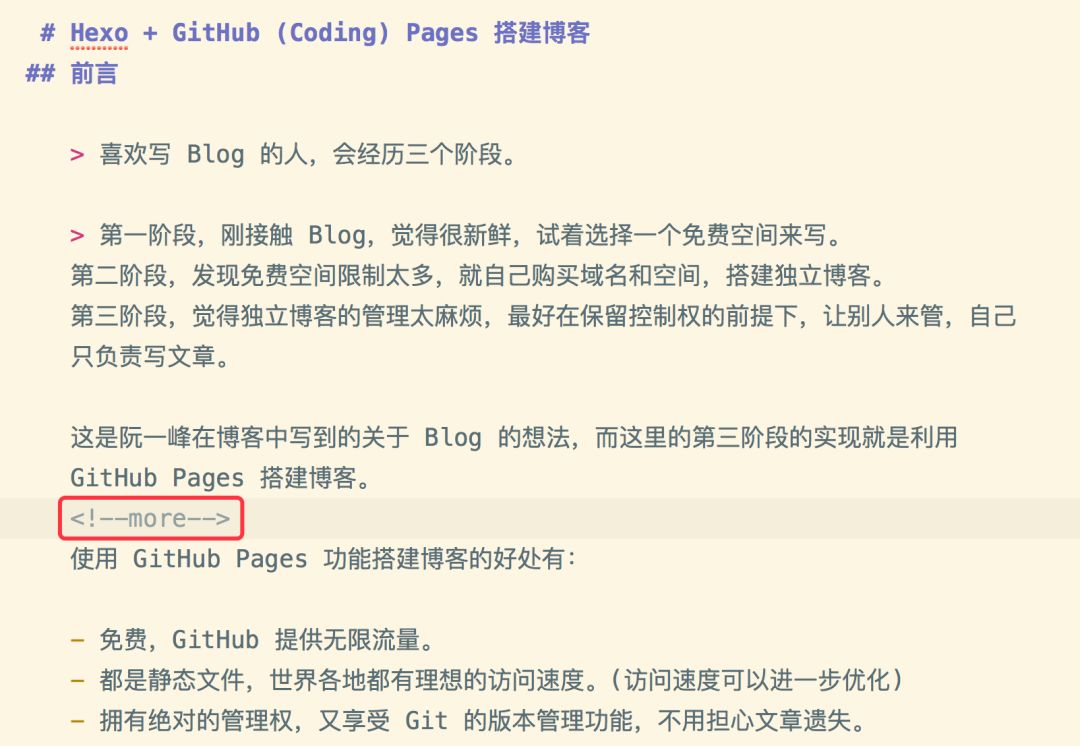 # Hexo + GitHub (Coding) Pages 搭建博客
## 前言
> 喜欢写 Blog 的人，会经历三个阶段。
> 第一阶段，刚接触 Blog，觉得很新鲜，试着选择一个免费空间来写。
第二阶段，发现免费空间限制太多，就自己购买域名和空间，搭建独立博客。
第三阶段，觉得独立博客的管理太麻烦，最好在保留控制权的前提下，让别人来管，自己
只负责写文章。
这是阮一峰在博客中写到的关于 Blog 的想法，而这里的第三阶段的实现就是利用
GitHub Pages 搭建博客。
<!--more-->
使用 GitHub Pages 功能搭建博客的好处有：
- 免费，GitHub 提供无限流量。
- 都是静态文件，世界各地都有理想的访问速度。(访问速度可以进一步优化)
- 拥有绝对的管理权，又享受 Git 的版本管理功能，不用担心文章遗失。